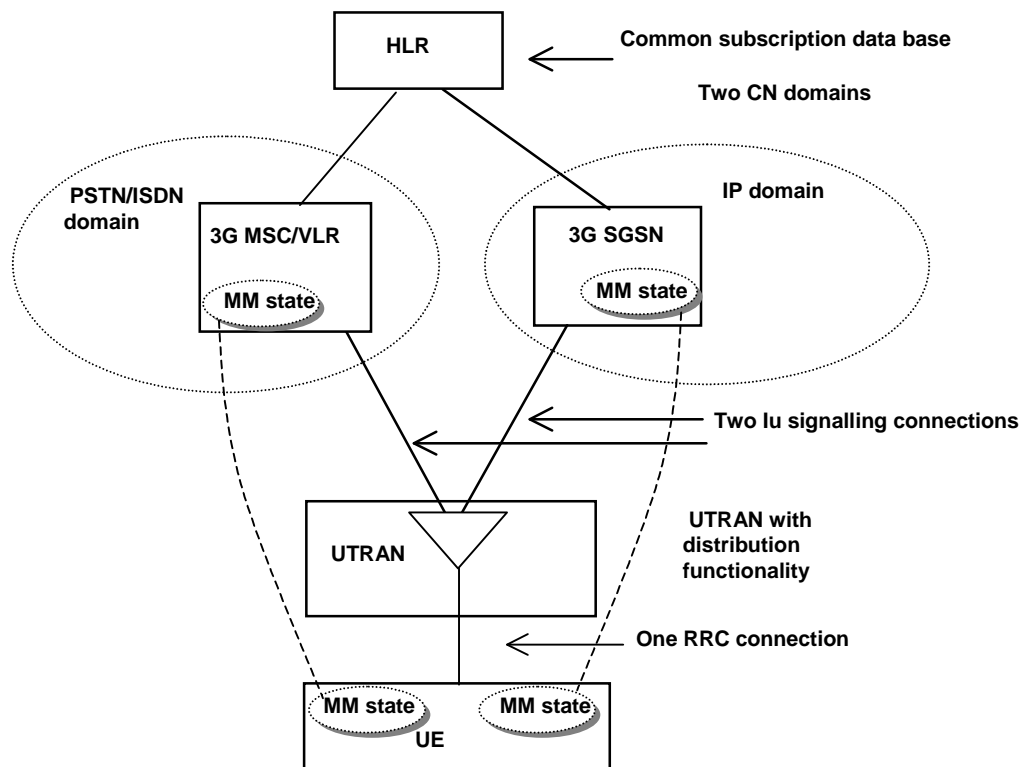 HLR
Common subscription data base
Two CN domains
PSTN/ISDN
domain
IP domain
3G MSC/VLR
3G SGSN
MM state
MM state
Two Iu signalling connections
UTRAN
UTRAN with
distribution
functionality
One RRC connection
MM state
MM state
UE